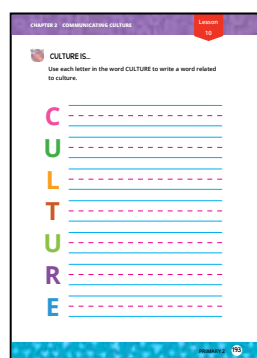 CHAPTER 2 COMMUNICATING CULTURE
Lesson
10
CULTURE IS...
Use each letter in the word CULTURE to write a word related
to culture.
C
U
L
T
U
R
E
PRIMARY 2 193